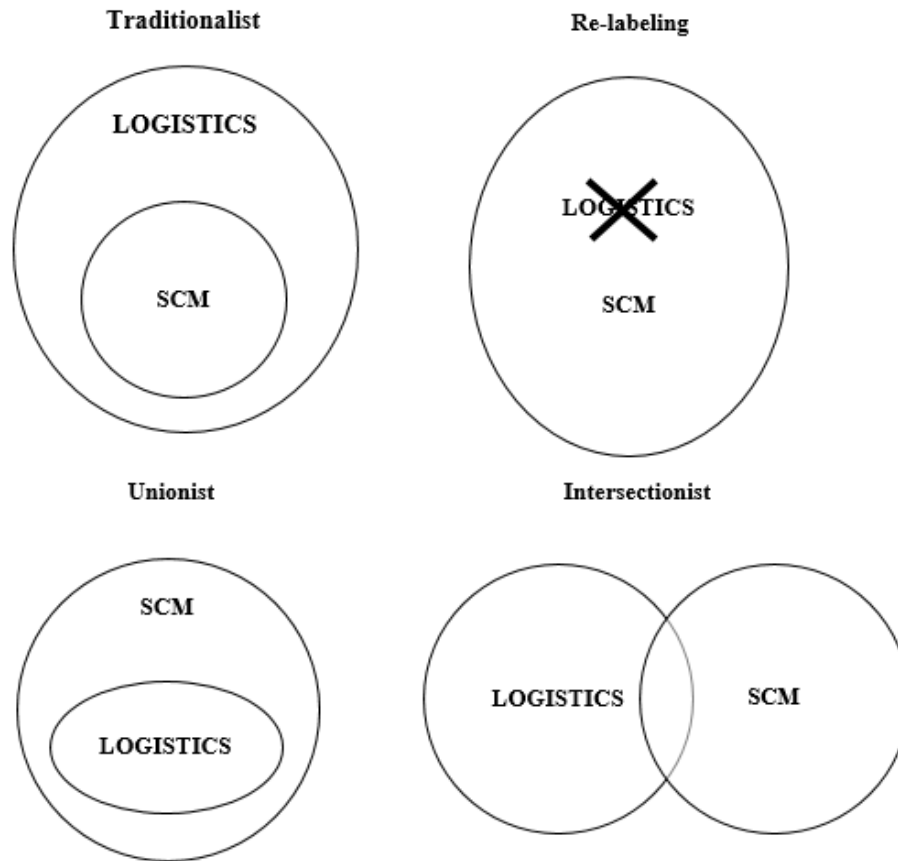 Traditionalist
LOGISTICS
SCM
Re-labeling
LOGISTICS
SCM
Unionist
SCM
LOGISTICS
Intersectionist
LOGISTICS
SCM